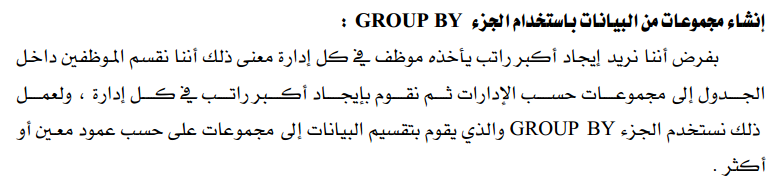 إنشاء مجموعات من البيانات باستخدام الجزء GROUP BY :
بفرض أننا نريد إيجاد أكبر راتب يأخذه موظف في كل إدارة معنى ذلك أننا نقسم الموظفين داخل
الجدول إلى مجموعات حسب الإدارات ثم نقوم بإيجاد أكبر راتب في كل إدارة ، ولعمل
ذلك نستخدم الجزء GROUP BY والذي يقوم بتقسيم البيانات إلى مجموعات على حسب عمود معين أو
أكثر .